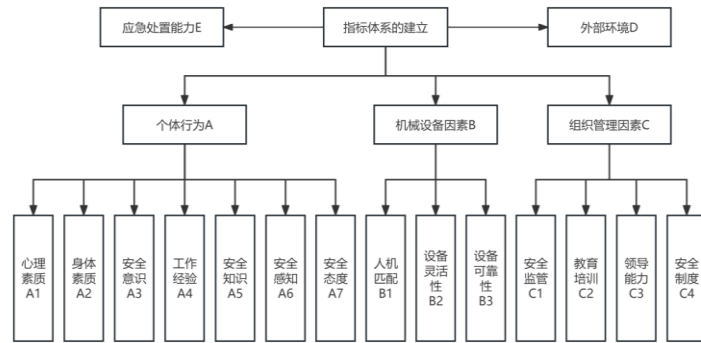 应急处置能力E
指标体系的建立
外部环境D
个体行为A
机械设备因素B
组织管理因素C
心理
素质
A1
身体
素质
A2
安全
意识
A3
工作
经验
A4
安全
知识
A5
安全
感知
A6
安全
态度
A7
人机
匹配
B1
设备
灵活
性
B2
设备
可靠
性
B3
安全
监管
C1
教育
培训
C2
领导
能力
C3
安全
制度
C4